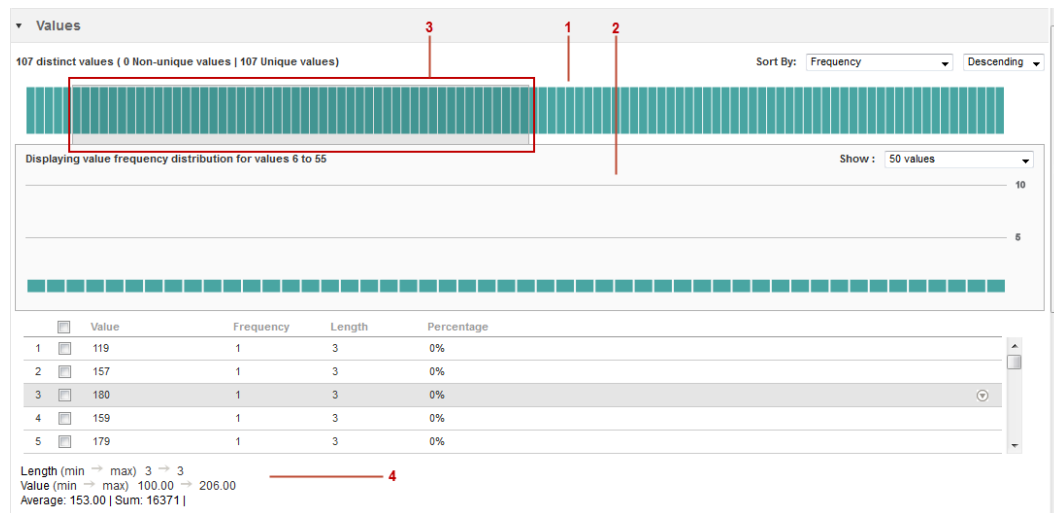 Values
3 1 2
107 distinct values ( 0 Non-unique values | 107 Unique values) Sort By: Frequency Descending
Displaying value frequency distribution for values 6 to 55 Show : 50 values
10
5
Value Frequency Length Percentage
1 119 1 3 0%
2 157 1 3 0%
3 180 1 3 0%
4 159 1 3 0%
5 179 1 3 0%
Length (min → max) 3 → 3
4
Value (min → max) 100.00 → 206.00
Average: 153.00 | Sum: 16371 |